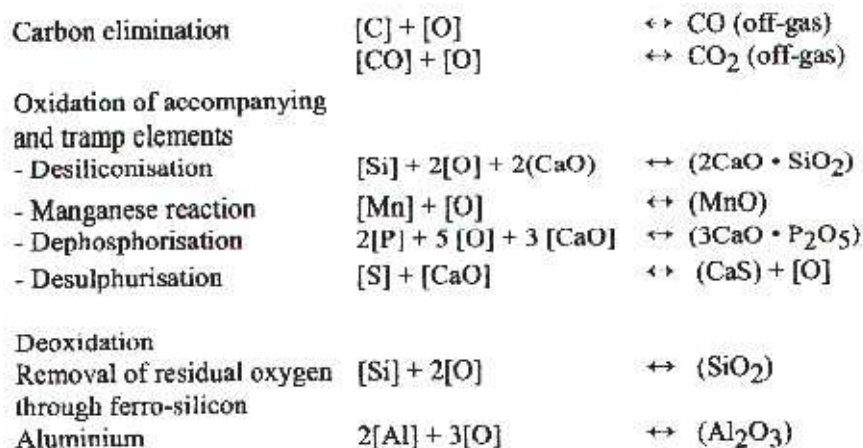 Carbon elimination [C] + [O] ↔ CO (off-gas)
[CO] + [O] ↔ CO₂ (off-gas)
Oxidation of accompanying
and tramp elements
- Desiliconisation [Si] + 2[O] + 2(CaO) ↔ (2CaO • SiO₂)
- Manganese reaction [Mn] + [O] ↔ (MnO)
- Dephosphorisation 2[P] + 5 [O] + 3 [CaO] ↔ (3CaO • P₂O₅)
- Desulphurisation [S] + [CaO] ↔ (CaS) + [O]
Deoxidation
Removal of residual oxygen [Si] + 2[O] ↔ (SiO₂)
through ferro-silicon
Aluminium 2[Al] + 3[O] ↔ (Al₂O₃)